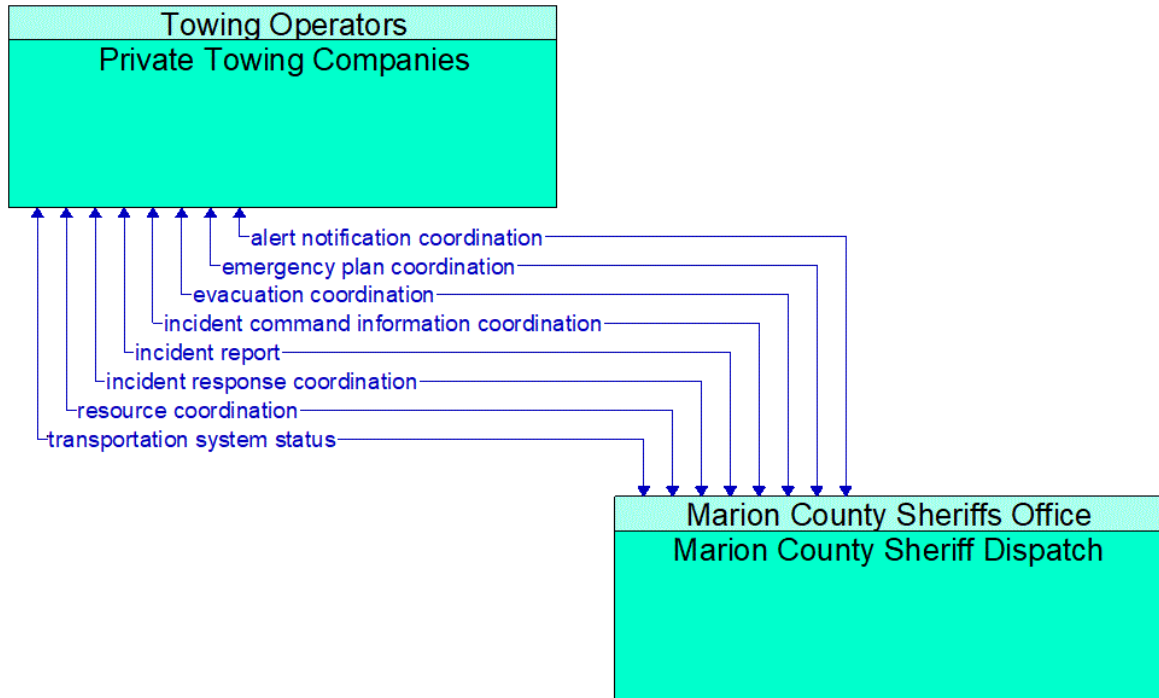 Towing Operators
Private Towing Companies
alert notification coordination
emergency plan coordination
evacuation coordination
incident command information coordination
incident report
incident response coordination
resource coordination
transportation system status
Marion County Sheriffs Office
Marion County Sheriff Dispatch